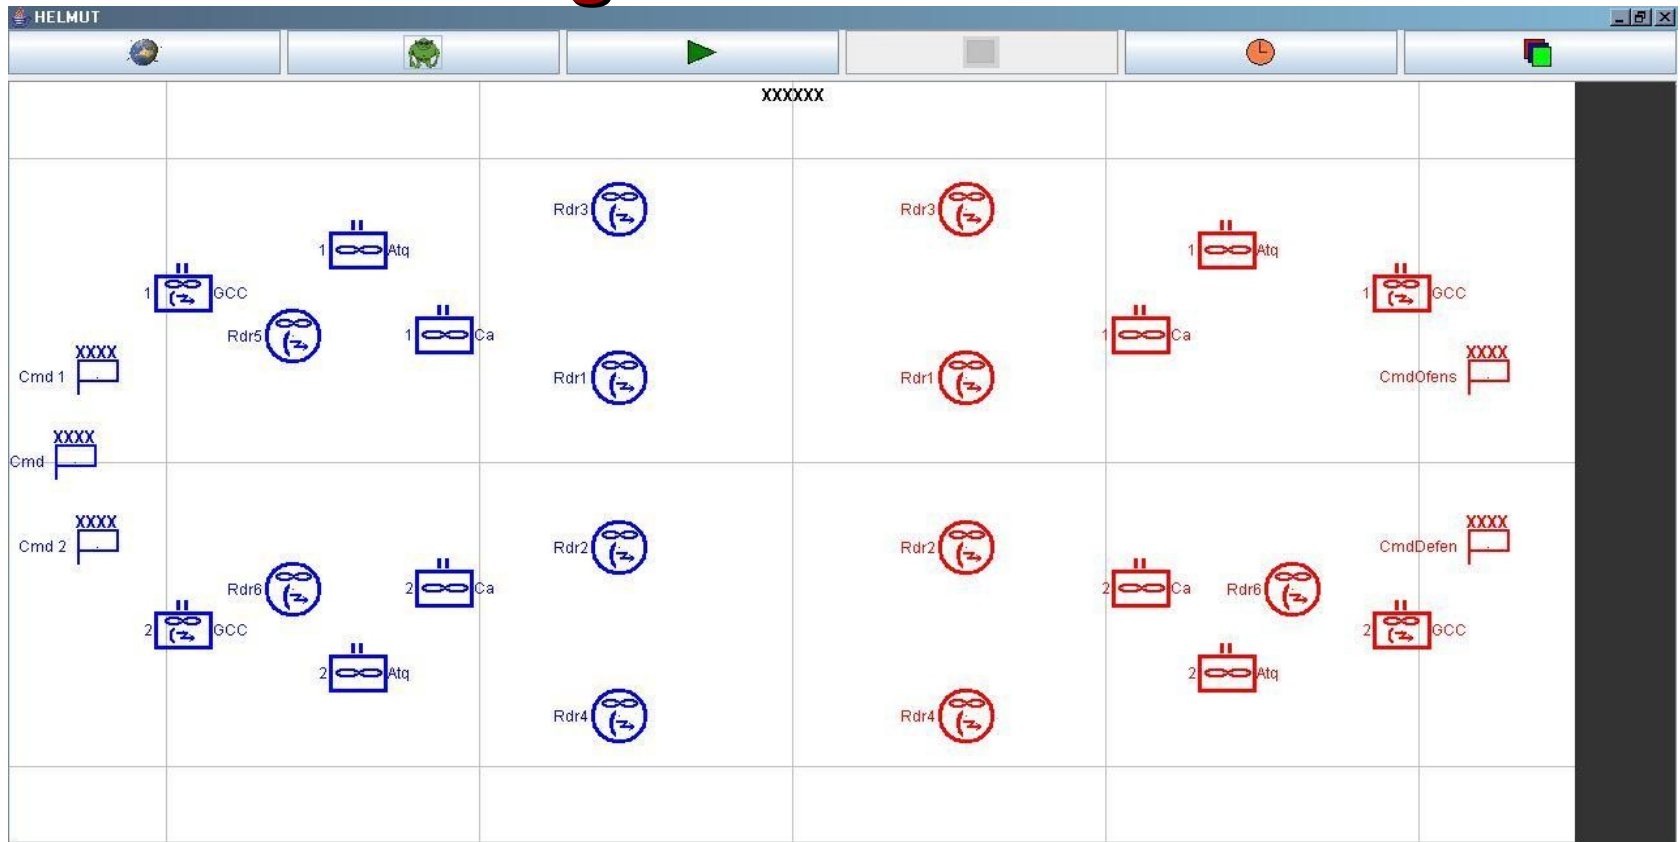 HELMUT
XXXXXX
Rdr3
Rdr3
1 Atq
1 Atq
1 GCC
1 GCC
Rdr5
1 Ca
1 Ca
XXXX
Cmd 1
Rdr1
Rdr1
XXXX
CmdOfens
XXXX
Cmd
XXXX
Cmd 2
Rdr2
Rdr2
XXXX
CmdDefen
Rdr6
2 Ca
2 Ca
Rdr6
2 GCC
2 GCC
2 Atq
2 Atq
Rdr4
Rdr4